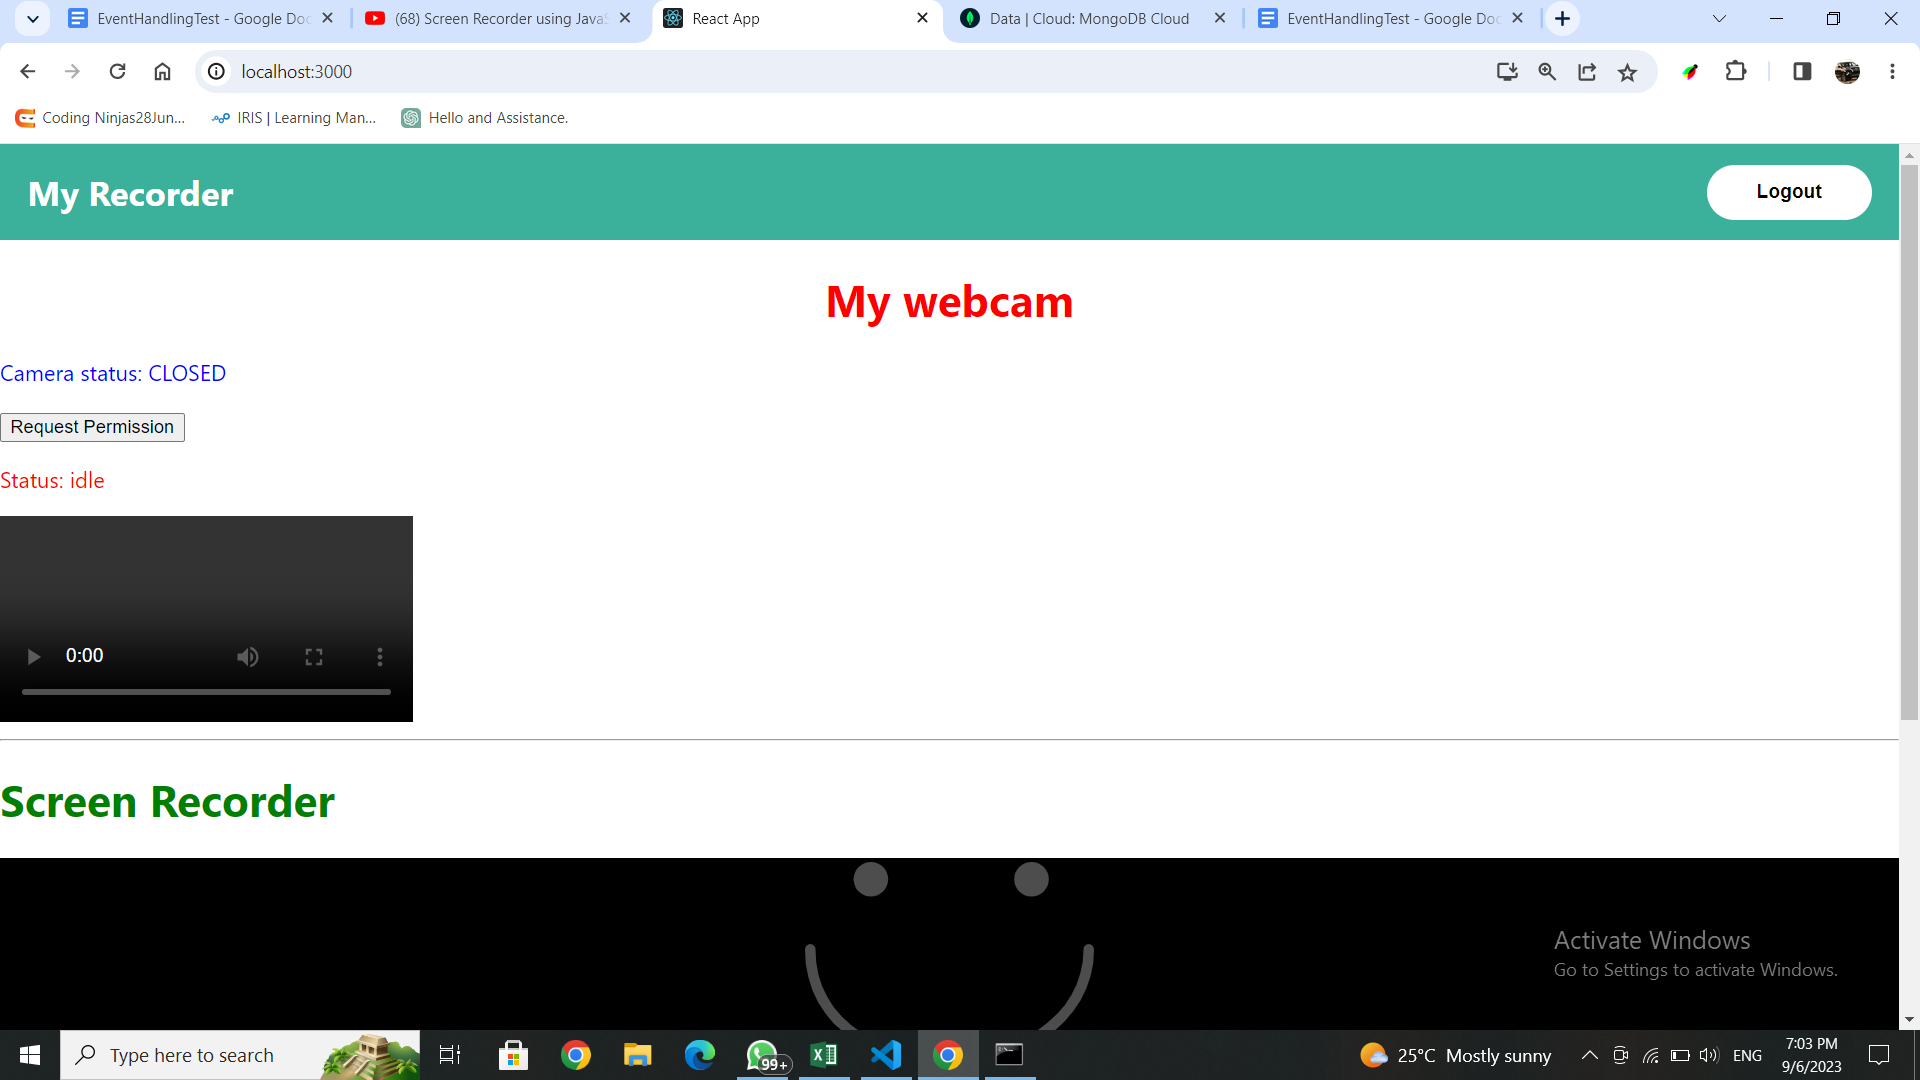 EventHandlingTest - Google Doc
(68) Screen Recorder using Java
React App
Data | Cloud: MongoDB Cloud
EventHandlingTest - Google Doc
localhost:3000
Coding Ninjas28Jun...
IRIS | Learning Man...
Hello and Assistance.
My Recorder
Logout
My webcam
Camera status: CLOSED
Request Permission
Status: idle
0:00
Screen Recorder
Activate Windows
Go to Settings to activate Windows.
Type here to search
99+
25°C Mostly sunny
ENG
7:03 PM
9/6/2023